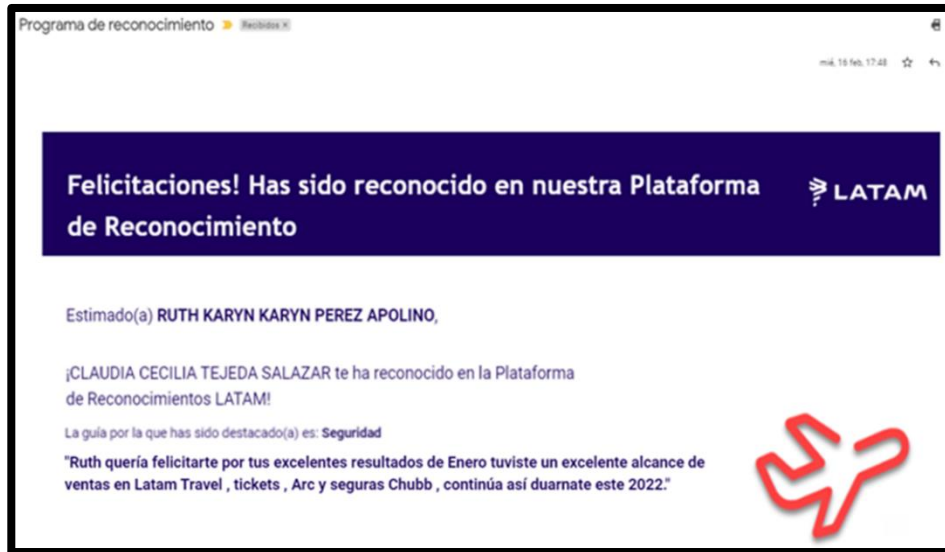 Programa de reconocimiento
Recibidos ×
mié, 16 feb, 17:48
Felicitaciones! Has sido reconocido en nuestra Plataforma
de Reconocimiento
LATAM
Estimado(a) RUTH KARYN KARYN PEREZ APOLINO,
¡CLAUDIA CECILIA TEJEDA SALAZAR te ha reconocido en la Plataforma
de Reconocimientos LATAM!
La guía por la que has sido destacado(a) es: Seguridad
"Ruth quería felicitarte por tus excelentes resultados de Enero tuviste un excelente alcance de
ventas en Latam Travel , tickets , Arc y seguras Chubb , continúa así duarnate este 2022."